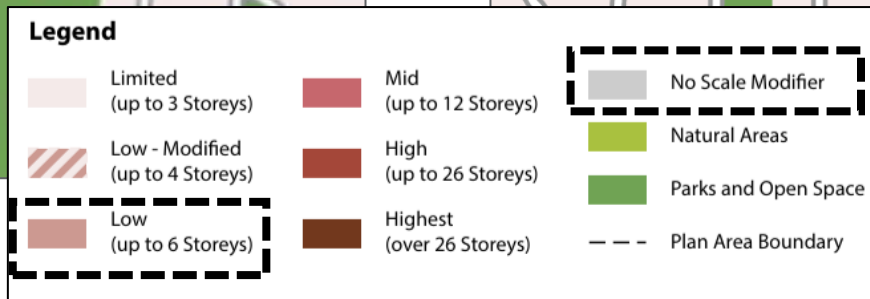 Legend
Limited
(up to 3 Storeys)
Low - Modified
(up to 4 Storeys)
Low
(up to 6 Storeys)
Mid
(up to 12 Storeys)
High
(up to 26 Storeys)
Highest
(over 26 Storeys)
No Scale Modifier
Natural Areas
Parks and Open Space
Plan Area Boundary